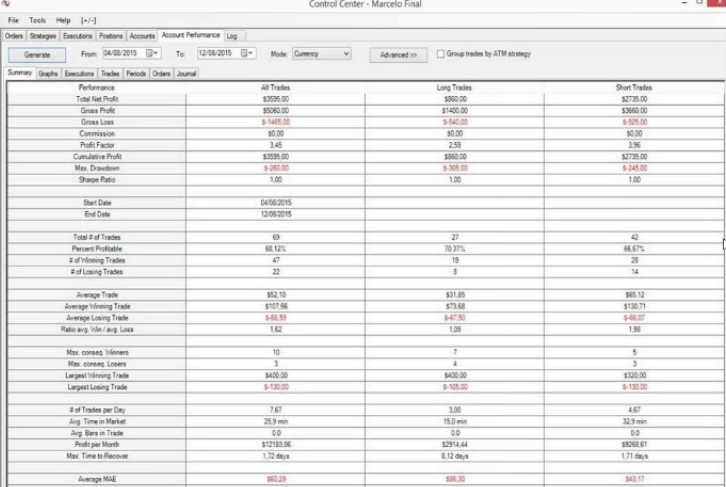 Control Center - Marcelo Final
File Tools Help [+/-]
Orders Strategies Executions Positions Accounts Account Performance Log
Generate From: 04/08/2015 To: 12/08/2015 Mode: Currency Advanced >> Group trades by ATM strategy
Summary Graphs Executions Trades Periods Orders Journal
Performance All Trades Long Trades Short Trades
Total Net Profit $3595,00 $860,00 $2735,00
Gross Profit $5060,00 $1400,00 $3660,00
Gross Loss $-1465,00 $-540,00 $-925,00
Commission $0,00 $0,00 $0,00
Profit Factor 3,45 2,59 3,96
Cumulative Profit $3595,00 $860,00 $2735,00
Max. Drawdown $-260,00 $-305,00 $-245,00
Sharpe Ratio 1,00 1,00 1,00
Start Date 04/08/2015
End Date 12/08/2015
Total # of Trades 69 27 42
Percent Profitable 68,12% 70,37% 66,67%
# of Winning Trades 47 19 28
# of Losing Trades 22 8 14
Average Trade $52,10 $31,85 $65,12
Average Winning Trade $107,66 $73,68 $130,71
Average Losing Trade $-66,59 $-67,50 $-66,07
Ratio avg. Win / avg. Loss 1,62 1,09 1,98
Max. conseq. Winners 10 7 5
Max. conseq. Losers 3 4 3
Largest Winning Trade $400,00 $400,00 $320,00
Largest Losing Trade $-130,00 $-105,00 $-130,00
# of Trades per Day 7,67 3,00 4,67
Avg. Time in Market 25,9 min 15,0 min 32,9 min
Avg. Bars in Trade 0,0 0,0 0,0
Profit per Month $12183,06 $2914,44 $9268,61
Max. Time to Recover 1,72 days 8,12 days 1,71 days
Average MAE $60,29 $86,30 $43,17